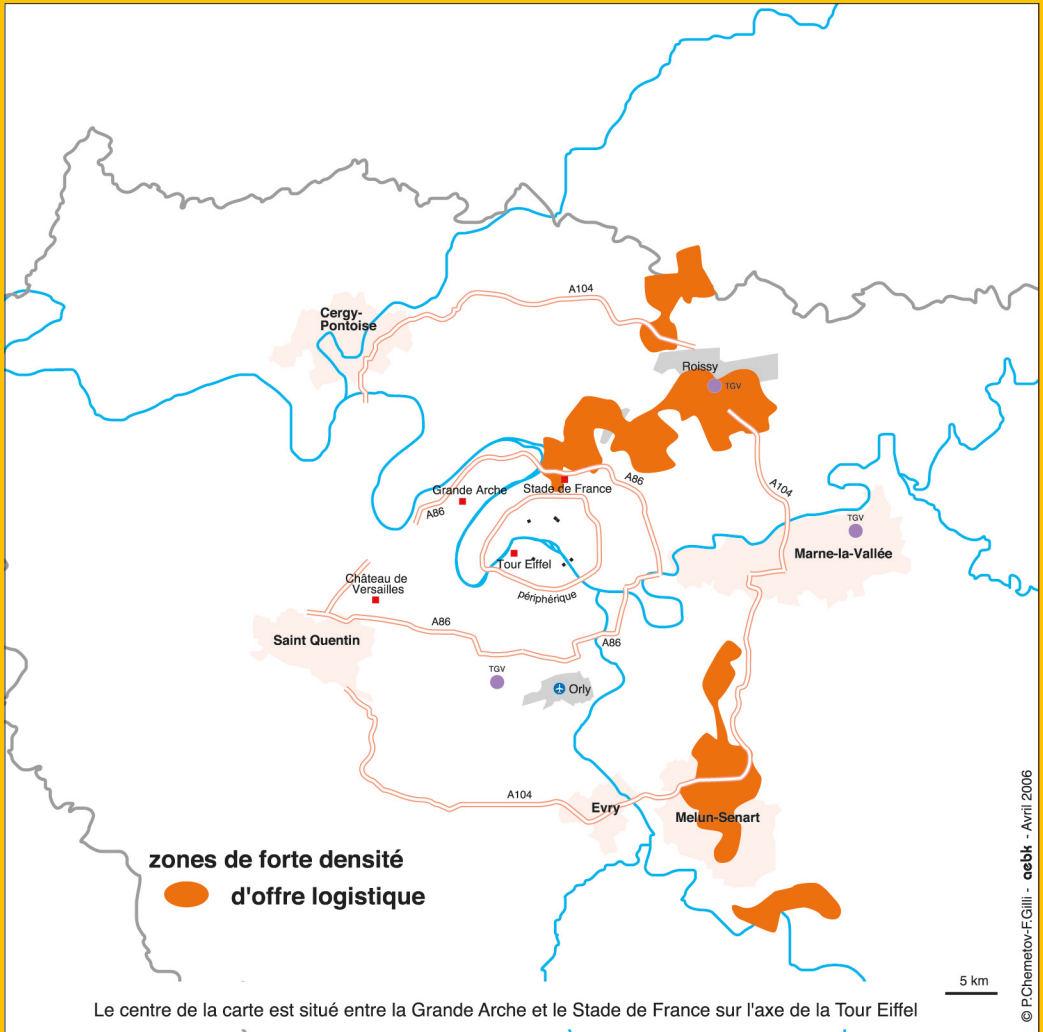 A104
Cergy-
Pontoise
Roissy
TGV
A86
A104
Grande Arche
Stade de France
A86
TGV
Marne-la-Vallée
Tour Eiffel
Château de
Versailles
périphérique
A86
A86
Saint Quentin
TGV
Orly
A104
Evry
Melun-Senart
zones de forte densité
d'offre logistique
5 km
Le centre de la carte est situé entre la Grande Arche et le Stade de France sur l'axe de la Tour Eiffel
© P.Chemetov-F.Gilli - aebk - Avril 2006